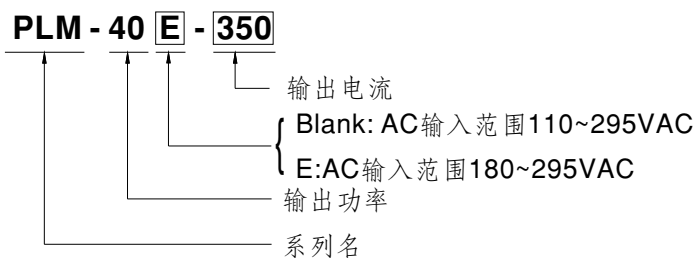 PLM - 40 E - 350
输出电流
Blank: AC输入范围110~295VAC
E:AC输入范围180~295VAC
输出功率
系列名